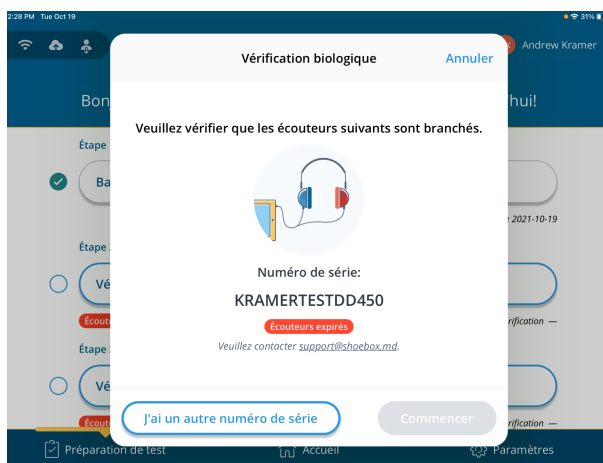 2:28 PM Tue Oct 19
31%
Andrew Kramer
Vérification biologique
Annuler
Bon
hui!
Veuillez vérifier que les écouteurs suivants sont branchés.
Étape
Ba
2021-10-19
Étape
Numéro de série:
Vé
KRAMERTESTDD450
Écouteurs expirés
Veuillez contacter support@shoebox.md.
Écout
rification —
Étape
Vé
J'ai un autre numéro de série
Commencer
Écout
rification —
Préparation de test
Accueil
Paramètres